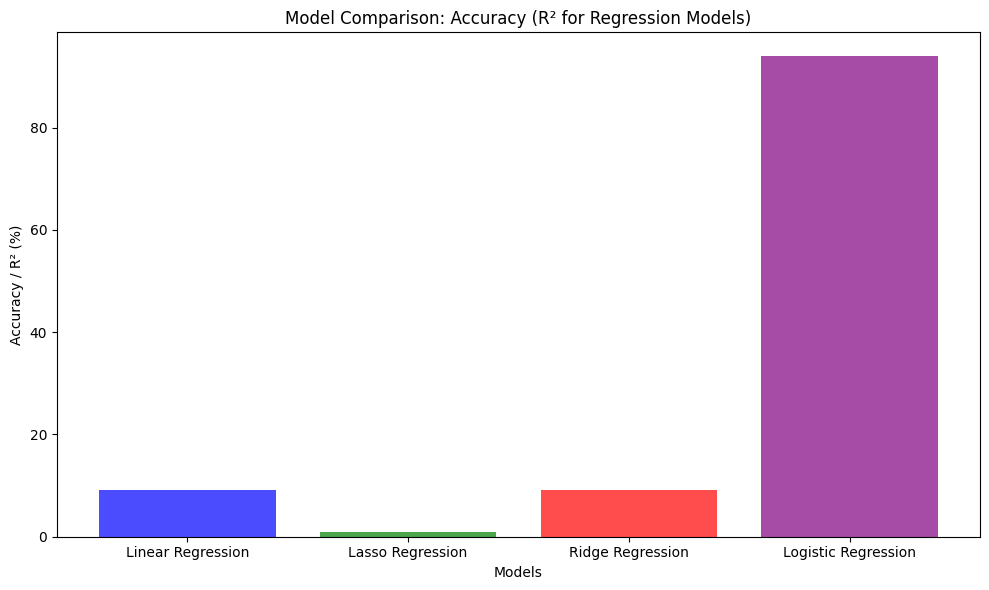 Model Comparison: Accuracy (R² for Regression Models)
Accuracy / R² (%)
80
60
40
20
0
Linear Regression
Lasso Regression
Ridge Regression
Logistic Regression
Models